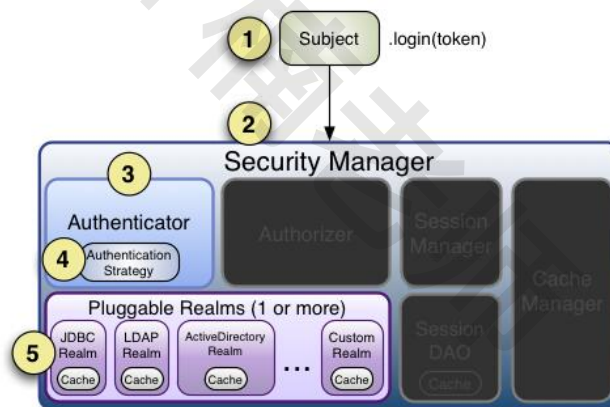 1
Subject
.login(token)
2
Security Manager
3
Authenticator
4
Authentication
Strategy
Authorizer
Session
Manager
Cache
Manager
Pluggable Realms (1 or more)
5
JDBC
Realm
Cache
LDAP
Realm
Cache
ActiveDirectory
Realm
Cache
...
Custom
Realm
Cache
Session
DAO
Cache